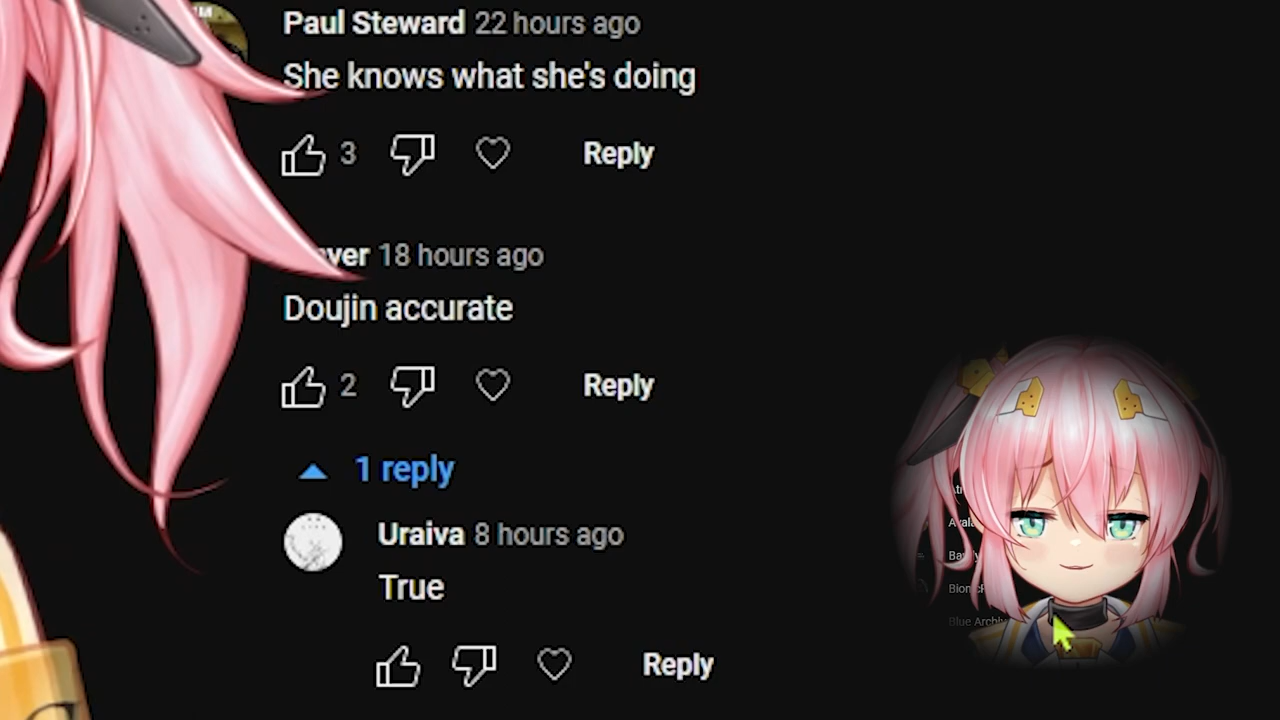 Paul Steward 22 hours ago
She knows what she's doing
3
Reply
18 hours ago
Doujin accurate
2
Reply
1 reply
Uraiva 8 hours ago
True
Reply